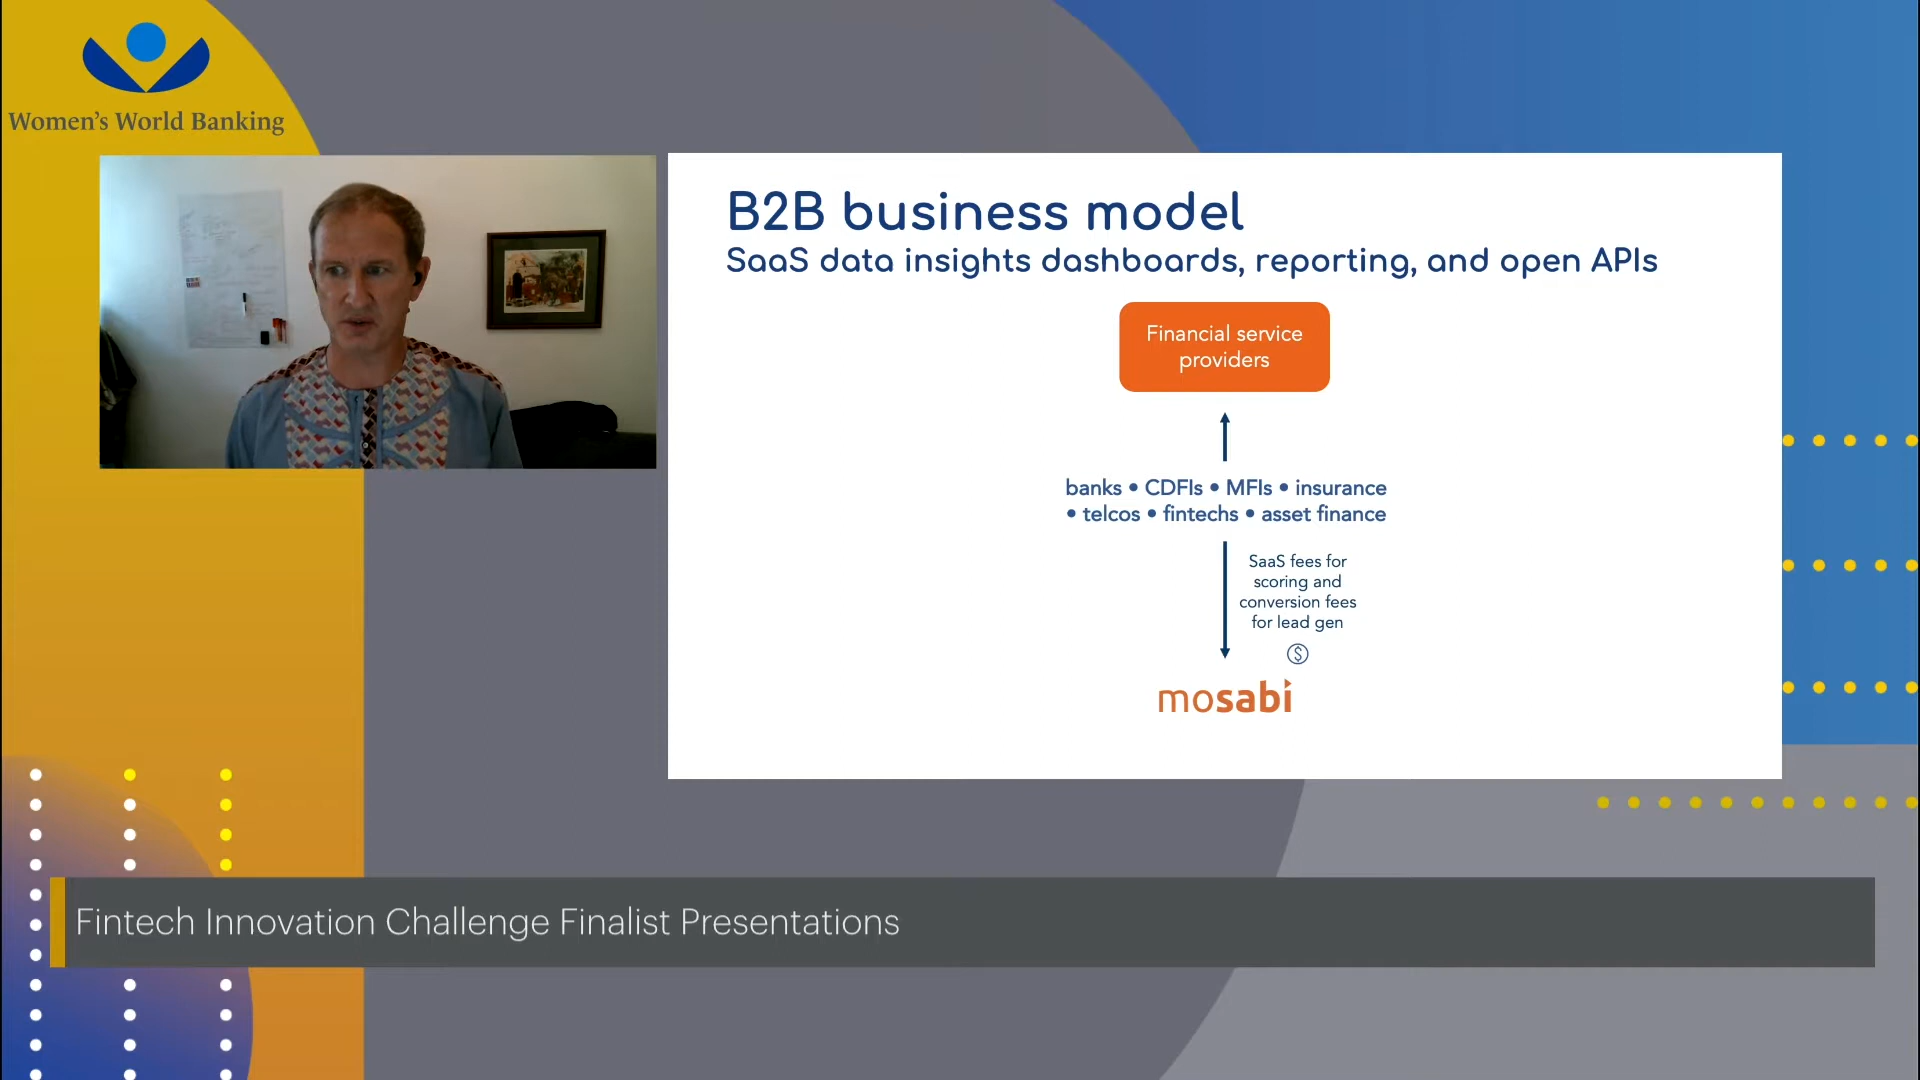 Women's World Banking
B2B business model
SaaS data insights dashboards, reporting, and open APIs
Financial service
providers
banks • CDFIs • MFIs • insurance
• telcos • fintechs • asset finance
SaaS fees for
scoring and
conversion fees
for lead gen
$
mosabi
Fintech Innovation Challenge Finalist Presentations